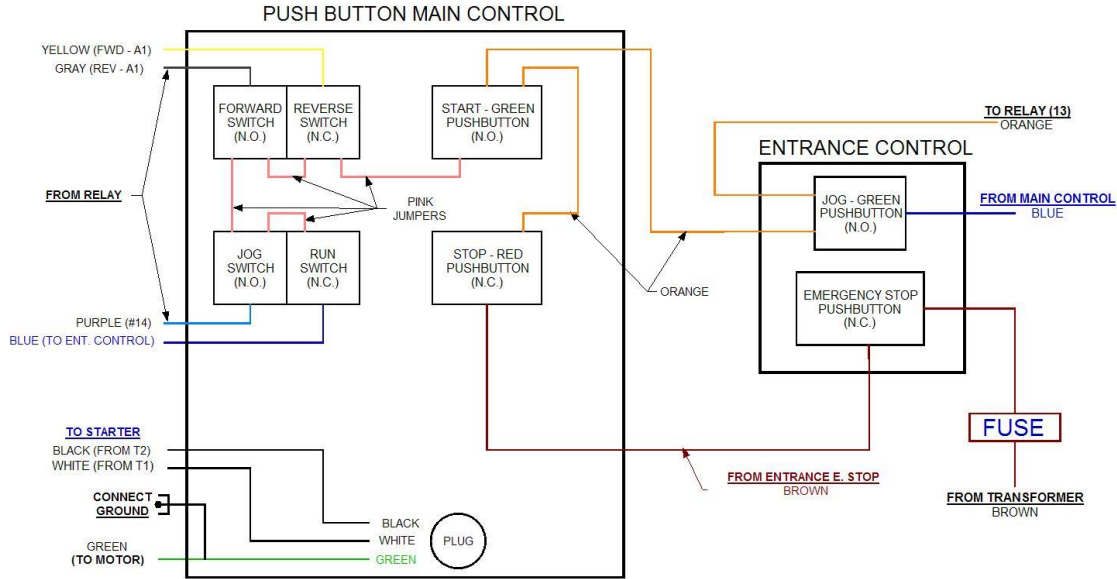 PUSH BUTTON MAIN CONTROL
YELLOW (FWD - A1)
GRAY (REV - A1)
FORWARD
SWITCH
(N.O.)
REVERSE
SWITCH
(N.C.)
START - GREEN
PUSHBUTTON
(N.O.)
TO RELAY (13)
ORANGE
ENTRANCE CONTROL
FROM RELAY
PINK
JUMPERS
JOG - GREEN
PUSHBUTTON
(N.O.)
FROM MAIN CONTROL
BLUE
JOG
SWITCH
(N.O.)
RUN
SWITCH
(N.C.)
STOP - RED
PUSHBUTTON
(N.C.)
ORANGE
EMERGENCY STOP
PUSHBUTTON
(N.C.)
PURPLE (#14)
BLUE (TO ENT. CONTROL)
FUSE
TO STARTER
BLACK (FROM T2)
WHITE (FROM T1)
FROM ENTRANCE E. STOP
BROWN
FROM TRANSFORMER
BROWN
CONNECT
GROUND
BLACK
WHITE
GREEN
PLUG
GREEN
(TO MOTOR)